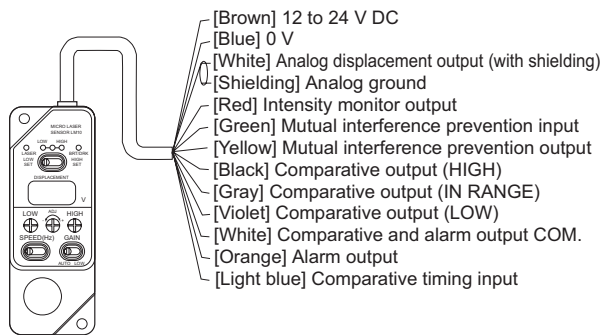 [Brown] 12 to 24 V DC
[Blue] 0 V
[White] Analog displacement output (with shielding)
[Shielding] Analog ground
[Red] Intensity monitor output
[Green] Mutual interference prevention input
[Yellow] Mutual interference prevention output
[Black] Comparative output (HIGH)
[Gray] Comparative output (IN RANGE)
[Violet] Comparative output (LOW)
[White] Comparative and alarm output COM.
[Orange] Alarm output
[Light blue] Comparative timing input
MICRO LASER
SENSOR LM10
LOW HIGH
LASER BRT/DRK
LOW HIGH
SET SET
DISPLACEMENT
V
LOW ADJ HIGH
SPEED(Hz) GAIN
AUTO LOW